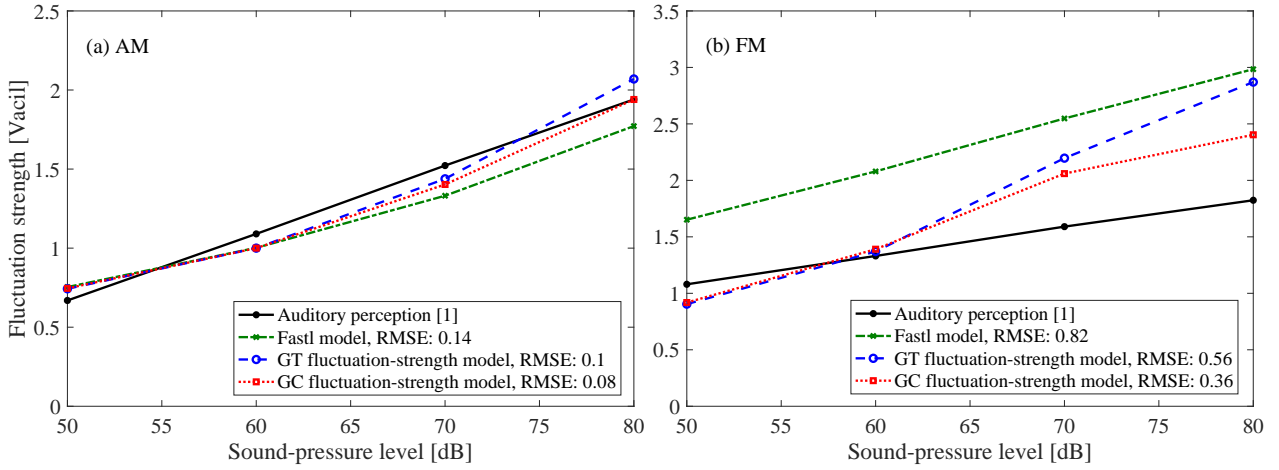 (a) AM
Fluctuation strength [Vacil]
2.5
2
1.5
1
0.5
0
Auditory perception [1]
Fastl model, RMSE: 0.14
GT fluctuation-strength model, RMSE: 0.1
GC fluctuation-strength model, RMSE: 0.08
50 55 60 65 70 75 80
Sound-pressure level [dB]
(b) FM
3.5
3
2.5
2
1.5
1
0.5
0
Auditory perception [1]
Fastl model, RMSE: 0.82
GT fluctuation-strength model, RMSE: 0.56
GC fluctuation-strength model, RMSE: 0.36
50 55 60 65 70 75 80
Sound-pressure level [dB]